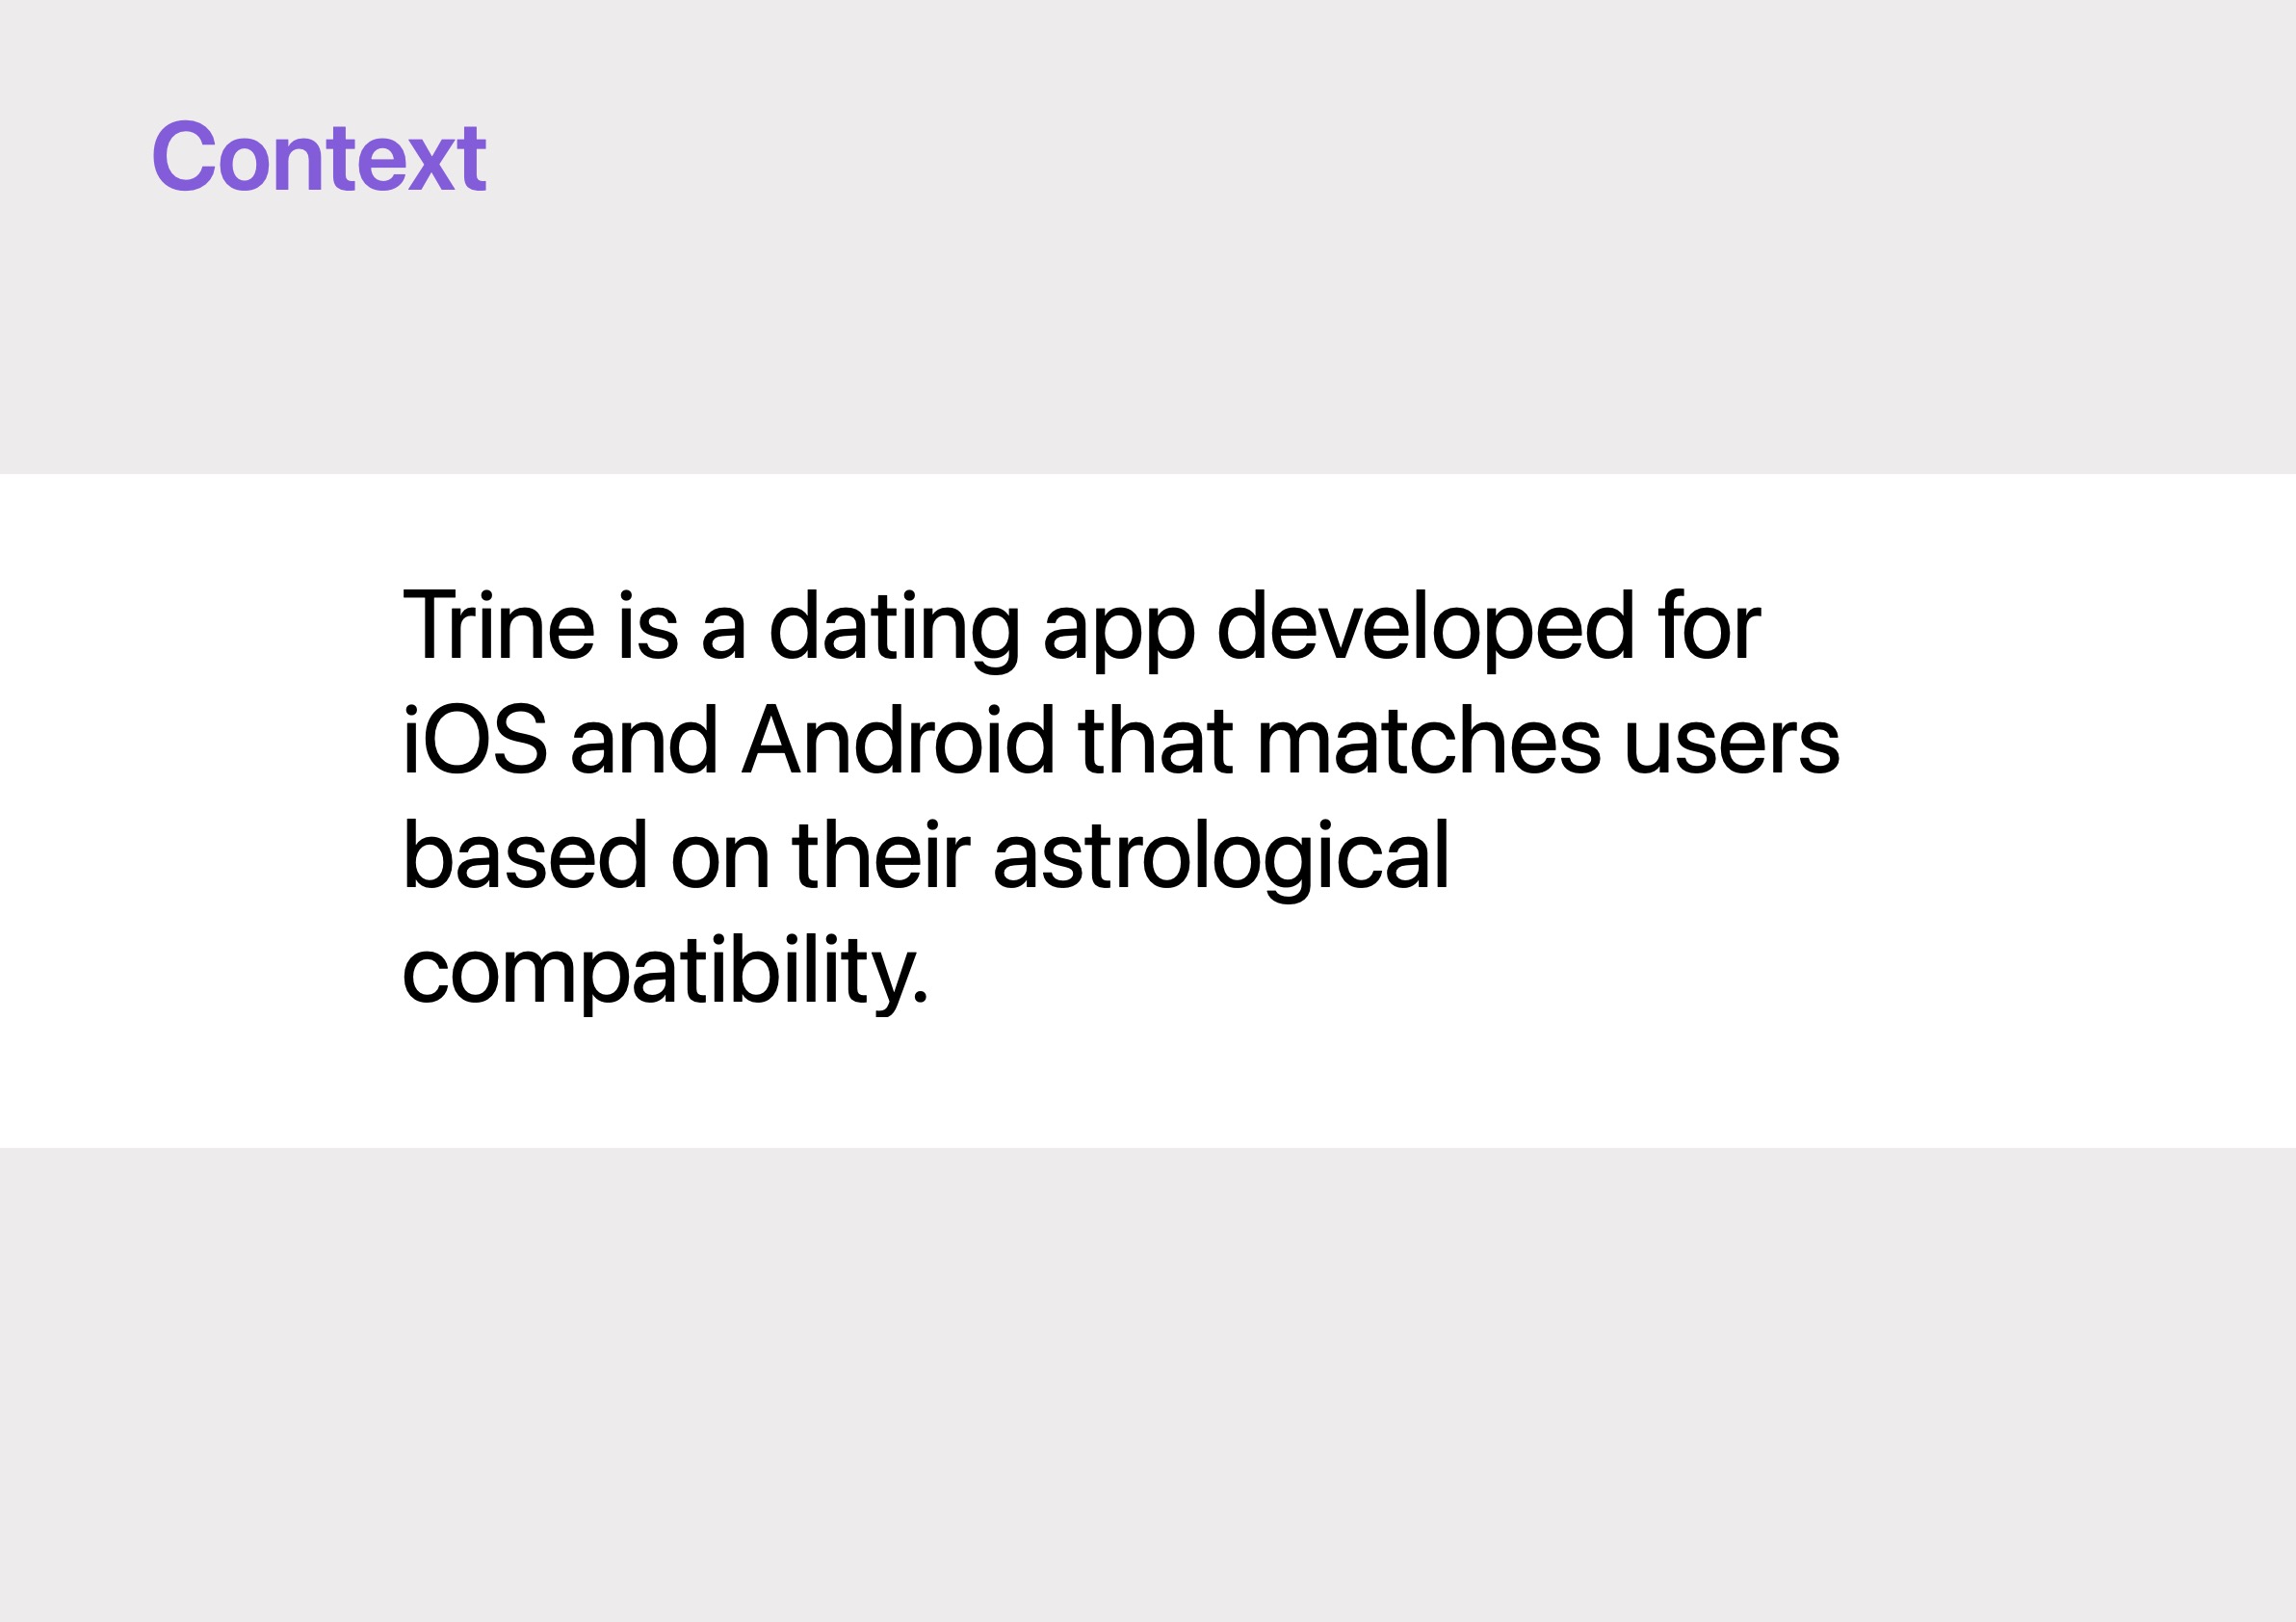 Context
Trine is a dating app developed for
iOS and Android that matches users
based on their astrological
compatibility.